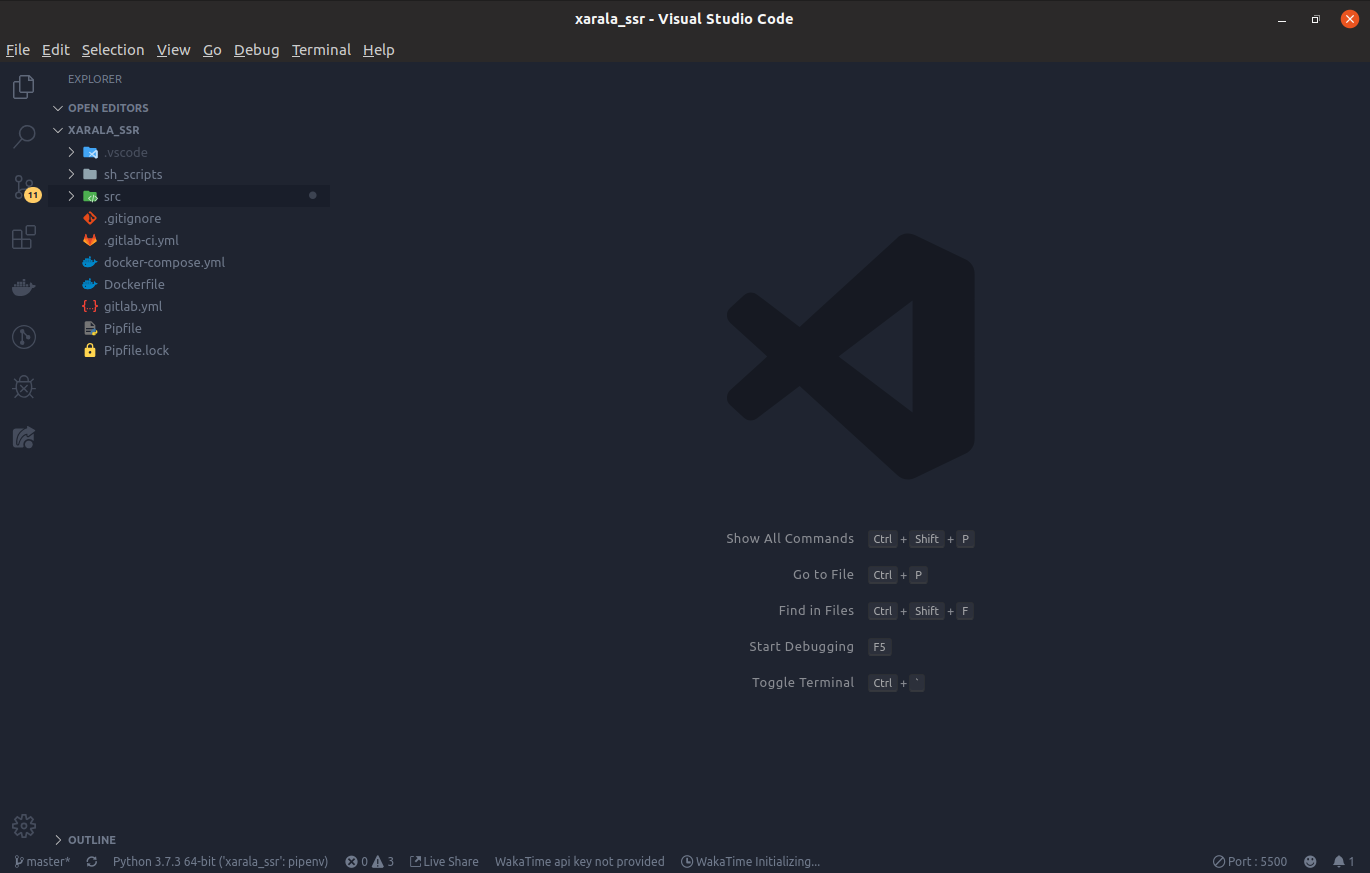 xarala_ssr - Visual Studio Code
File Edit Selection View Go Debug Terminal Help
EXPLORER
OPEN EDITORS
XARALA_SSR
.vscode
sh_scripts
src
11
.gitignore
.gitlab-ci.yml
docker-compose.yml
Dockerfile
gitlab.yml
Pipfile
Pipfile.lock
Show All Commands Ctrl + Shift + P
Go to File Ctrl + P
Find in Files Ctrl + Shift + F
Start Debugging F5
Toggle Terminal Ctrl + `
OUTLINE
master* Python 3.7.3 64-bit ('xarala_ssr': pipenv) 0 3 Live Share WakaTime api key not provided WakaTime Initializing... Port : 5500 1